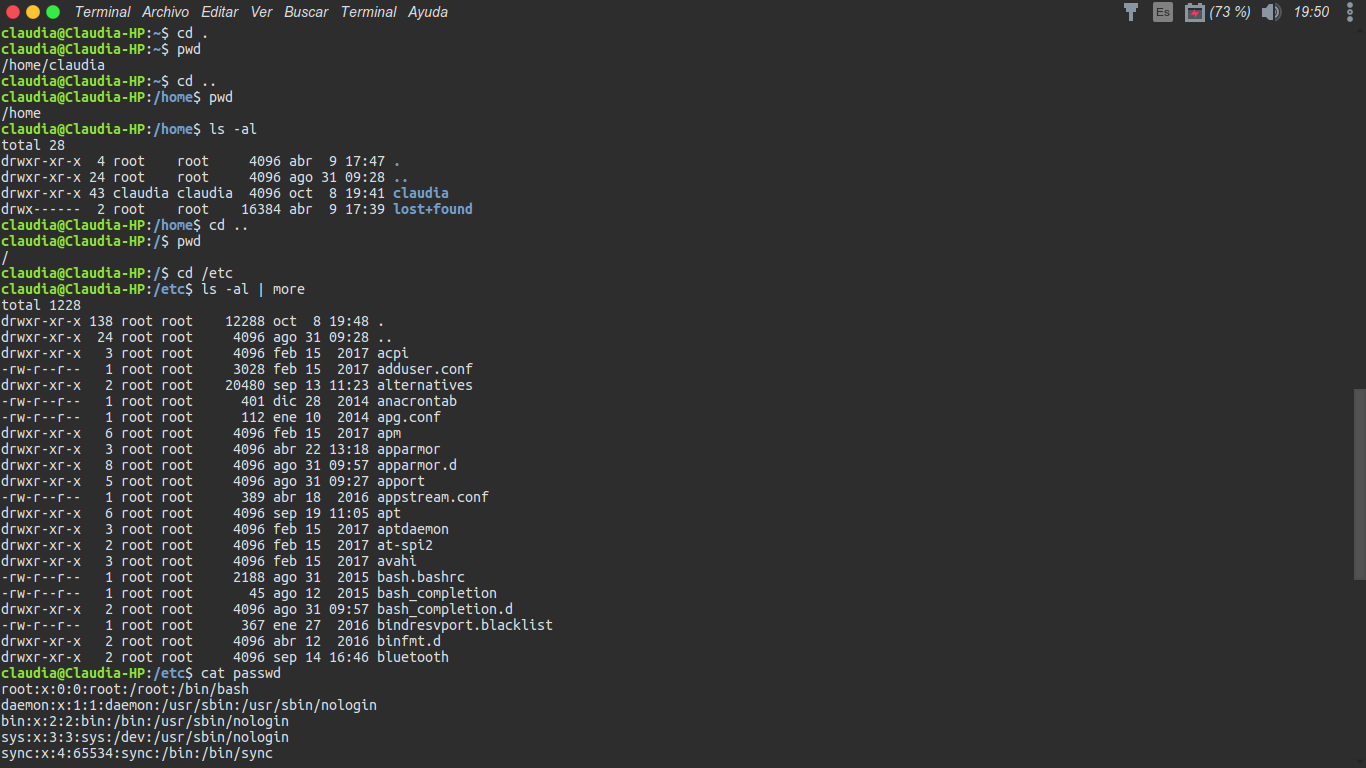 Terminal Archivo Editar Ver Buscar Terminal Ayuda Es (73 %) 19:50
claudia@Claudia-HP:~$ cd .
claudia@Claudia-HP:~$ pwd
/home/claudia
claudia@Claudia-HP:~$ cd ..
claudia@Claudia-HP:/home$ pwd
/home
claudia@Claudia-HP:/home$ ls -al
total 28
drwxr-xr-x  4 root    root     4096 abr  9 17:47 .
drwxr-xr-x 24 root    root     4096 ago 31 09:28 ..
drwxr-xr-x 43 claudia claudia  4096 oct  8 19:41 claudia
drwx------  2 root    root    16384 abr  9 17:39 lost+found
claudia@Claudia-HP:/home$ cd ..
claudia@Claudia-HP:/$ pwd
/
claudia@Claudia-HP:/$ cd /etc
claudia@Claudia-HP:/etc$ ls -al | more
total 1228
drwxr-xr-x 138 root root    12288 oct  8 19:48 .
drwxr-xr-x  24 root root     4096 ago 31 09:28 ..
drwxr-xr-x   3 root root     4096 feb 15  2017 acpi
-rw-r--r--   1 root root     3028 feb 15  2017 adduser.conf
drwxr-xr-x   2 root root    20480 sep 13 11:23 alternatives
-rw-r--r--   1 root root      401 dic 28  2014 anacrontab
-rw-r--r--   1 root root      112 ene 10  2014 apg.conf
drwxr-xr-x   6 root root     4096 feb 15  2017 apm
drwxr-xr-x   3 root root     4096 abr 22 13:18 apparmor
drwxr-xr-x   8 root root     4096 ago 31 09:57 apparmor.d
drwxr-xr-x   5 root root     4096 ago 31 09:27 apport
-rw-r--r--   1 root root      389 abr 18  2016 appstream.conf
drwxr-xr-x   6 root root     4096 sep 19 11:05 apt
drwxr-xr-x   3 root root     4096 feb 15  2017 aptdaemon
drwxr-xr-x   2 root root     4096 feb 15  2017 at-spi2
drwxr-xr-x   3 root root     4096 feb 15  2017 avahi
-rw-r--r--   1 root root     2188 ago 31  2015 bash.bashrc
-rw-r--r--   1 root root       45 ago 12  2015 bash_completion
drwxr-xr-x   2 root root     4096 ago 31 09:57 bash_completion.d
-rw-r--r--   1 root root      367 ene 27  2016 bindresvport.blacklist
drwxr-xr-x   2 root root     4096 abr 12  2016 binfmt.d
drwxr-xr-x   2 root root     4096 sep 14 16:46 bluetooth
claudia@Claudia-HP:/etc$ cat passwd
root:x:0:0:root:/root:/bin/bash
daemon:x:1:1:daemon:/usr/sbin:/usr/sbin/nologin
bin:x:2:2:bin:/bin:/usr/sbin/nologin
sys:x:3:3:sys:/dev:/usr/sbin/nologin
sync:x:4:65534:sync:/bin:/bin/sync